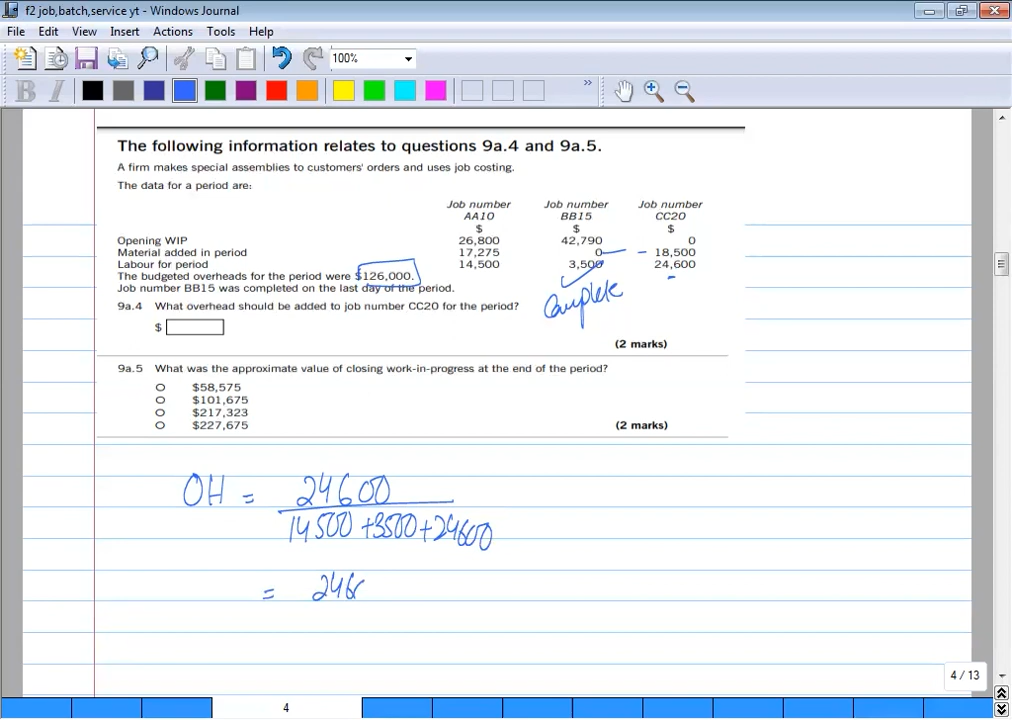 f2 job,batch,service yt - Windows Journal
File Edit View Insert Actions Tools Help
100%
B I »
The following information relates to questions 9a.4 and 9a.5.
A firm makes special assemblies to customers' orders and uses job costing.
The data for a period are:
Job number Job number Job number
AA10 BB15 CC20
$ $ $
Opening WIP 26,800 42,790 0
Material added in period 17,275 0 18,500
Labour for period 14,500 3,500 24,600
The budgeted overheads for the period were $126,000.
Job number BB15 was completed on the last day of the period.
Complete
9a.4 What overhead should be added to job number CC20 for the period?
$
(2 marks)
9a.5 What was the approximate value of closing work-in-progress at the end of the period?
O $58,575
O $101,675
O $217,323
O $227,675 (2 marks)
OH = 24600
14500 +3500 +24600
= 246
4 / 13
4